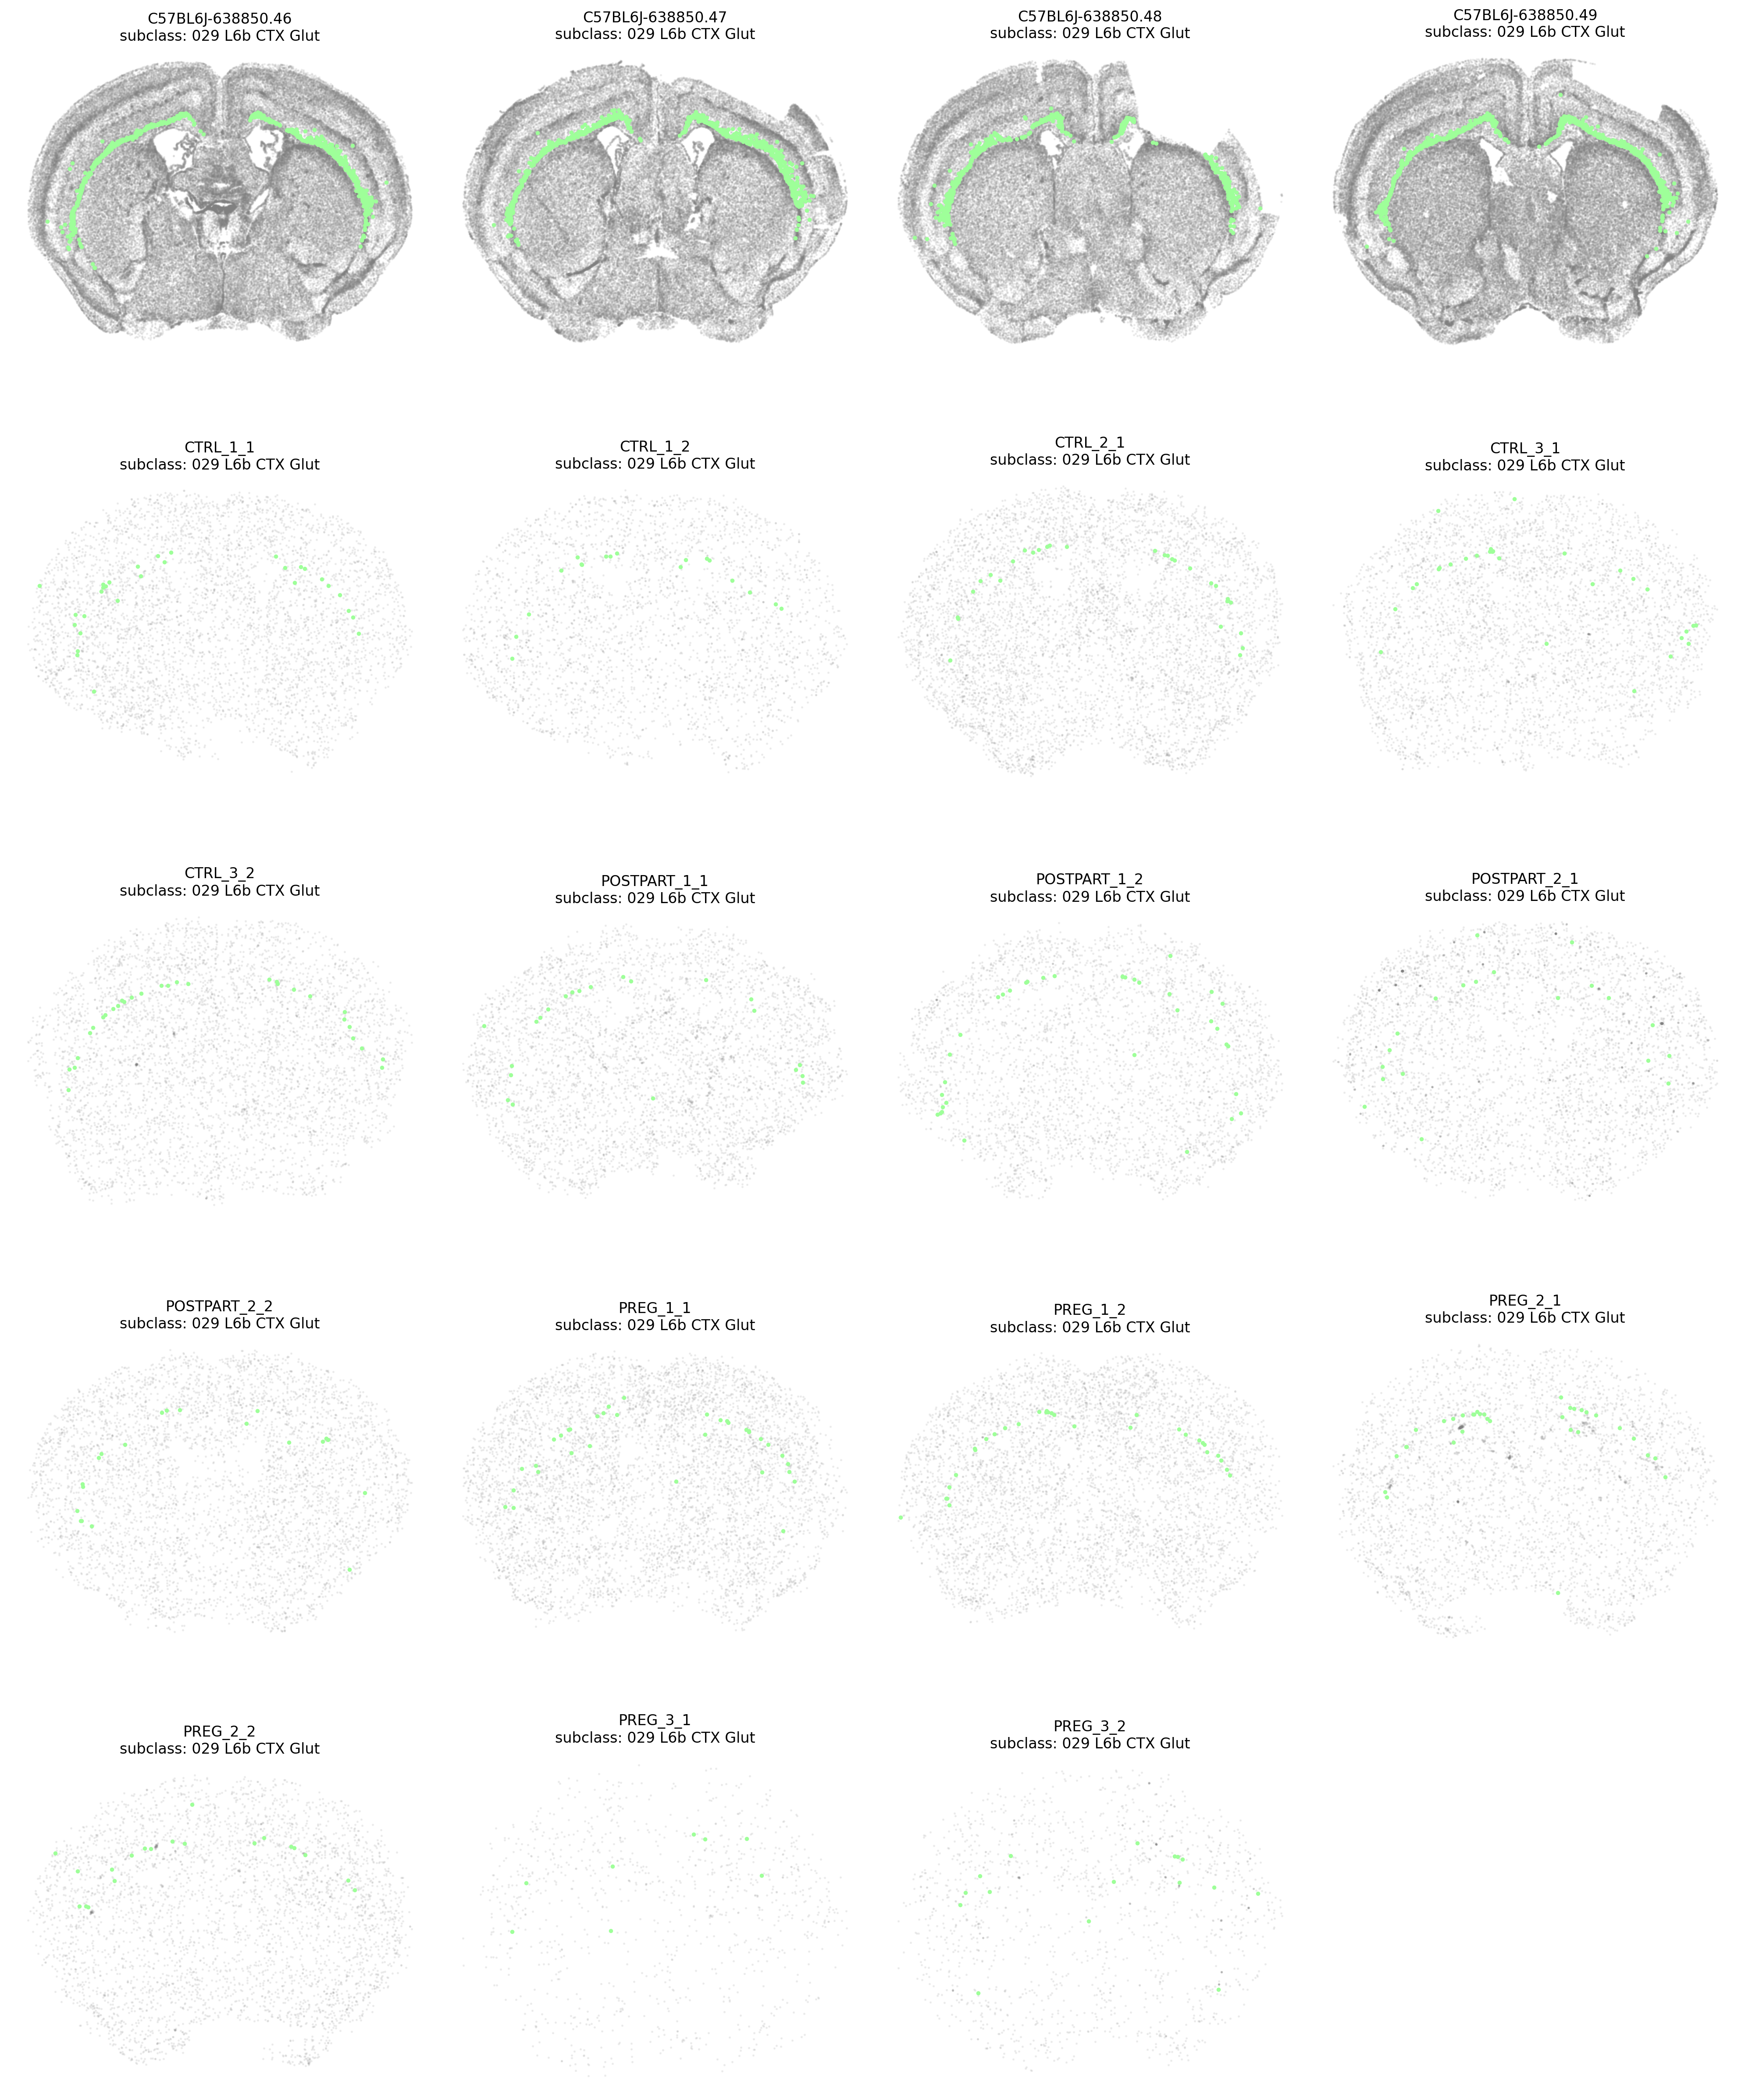 C57BL6J-638850.46
subclass: 029 L6b CTX Glut
C57BL6J-638850.47
subclass: 029 L6b CTX Glut
C57BL6J-638850.48
subclass: 029 L6b CTX Glut
C57BL6J-638850.49
subclass: 029 L6b CTX Glut
CTRL_1_1
subclass: 029 L6b CTX Glut
CTRL_1_2
subclass: 029 L6b CTX Glut
CTRL_2_1
subclass: 029 L6b CTX Glut
CTRL_3_1
subclass: 029 L6b CTX Glut
CTRL_3_2
subclass: 029 L6b CTX Glut
POSTPART_1_1
subclass: 029 L6b CTX Glut
POSTPART_1_2
subclass: 029 L6b CTX Glut
POSTPART_2_1
subclass: 029 L6b CTX Glut
POSTPART_2_2
subclass: 029 L6b CTX Glut
PREG_1_1
subclass: 029 L6b CTX Glut
PREG_1_2
subclass: 029 L6b CTX Glut
PREG_2_1
subclass: 029 L6b CTX Glut
PREG_2_2
subclass: 029 L6b CTX Glut
PREG_3_1
subclass: 029 L6b CTX Glut
PREG_3_2
subclass: 029 L6b CTX Glut